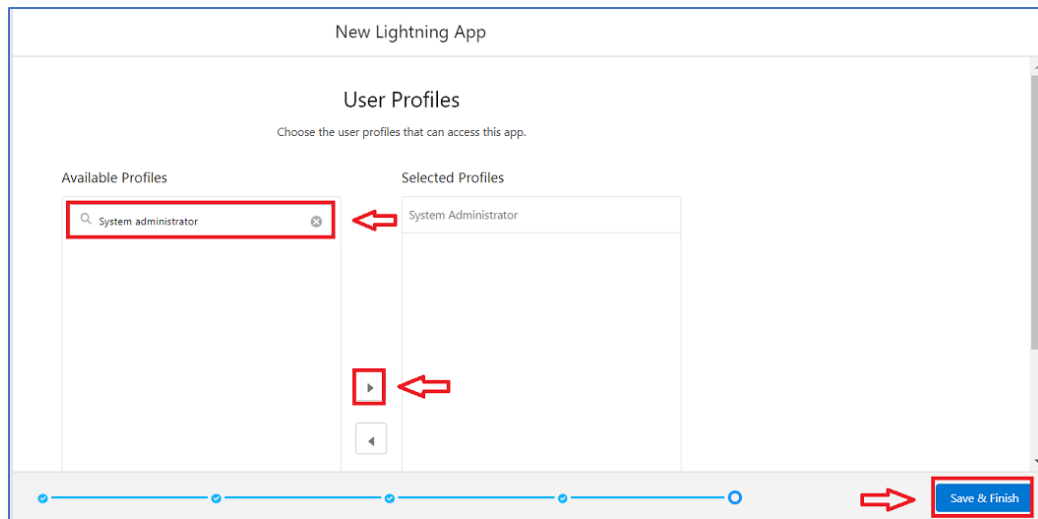 New Lightning App
User Profiles
Choose the user profiles that can access this app.
Available Profiles
Selected Profiles
System administrator
System Administrator
Save & Finish